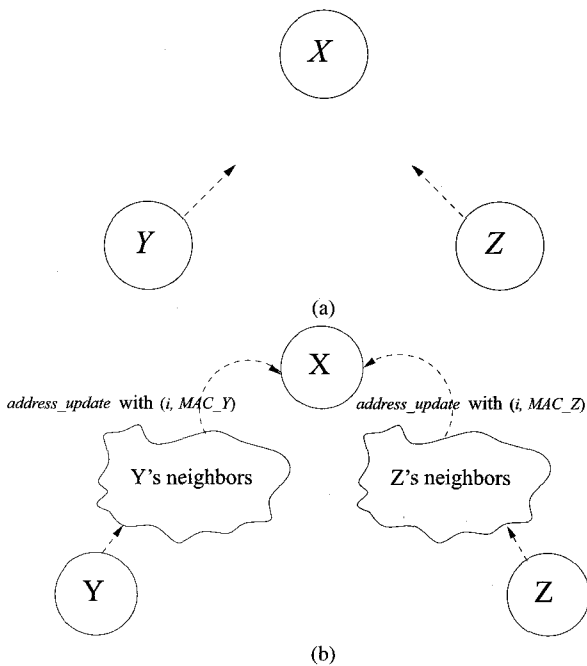 X
Y
Z
(a)
X
address_update with (i, MAC_Y)
address_update with (i, MAC_Z)
Y's neighbors
Z's neighbors
Y
Z
(b)